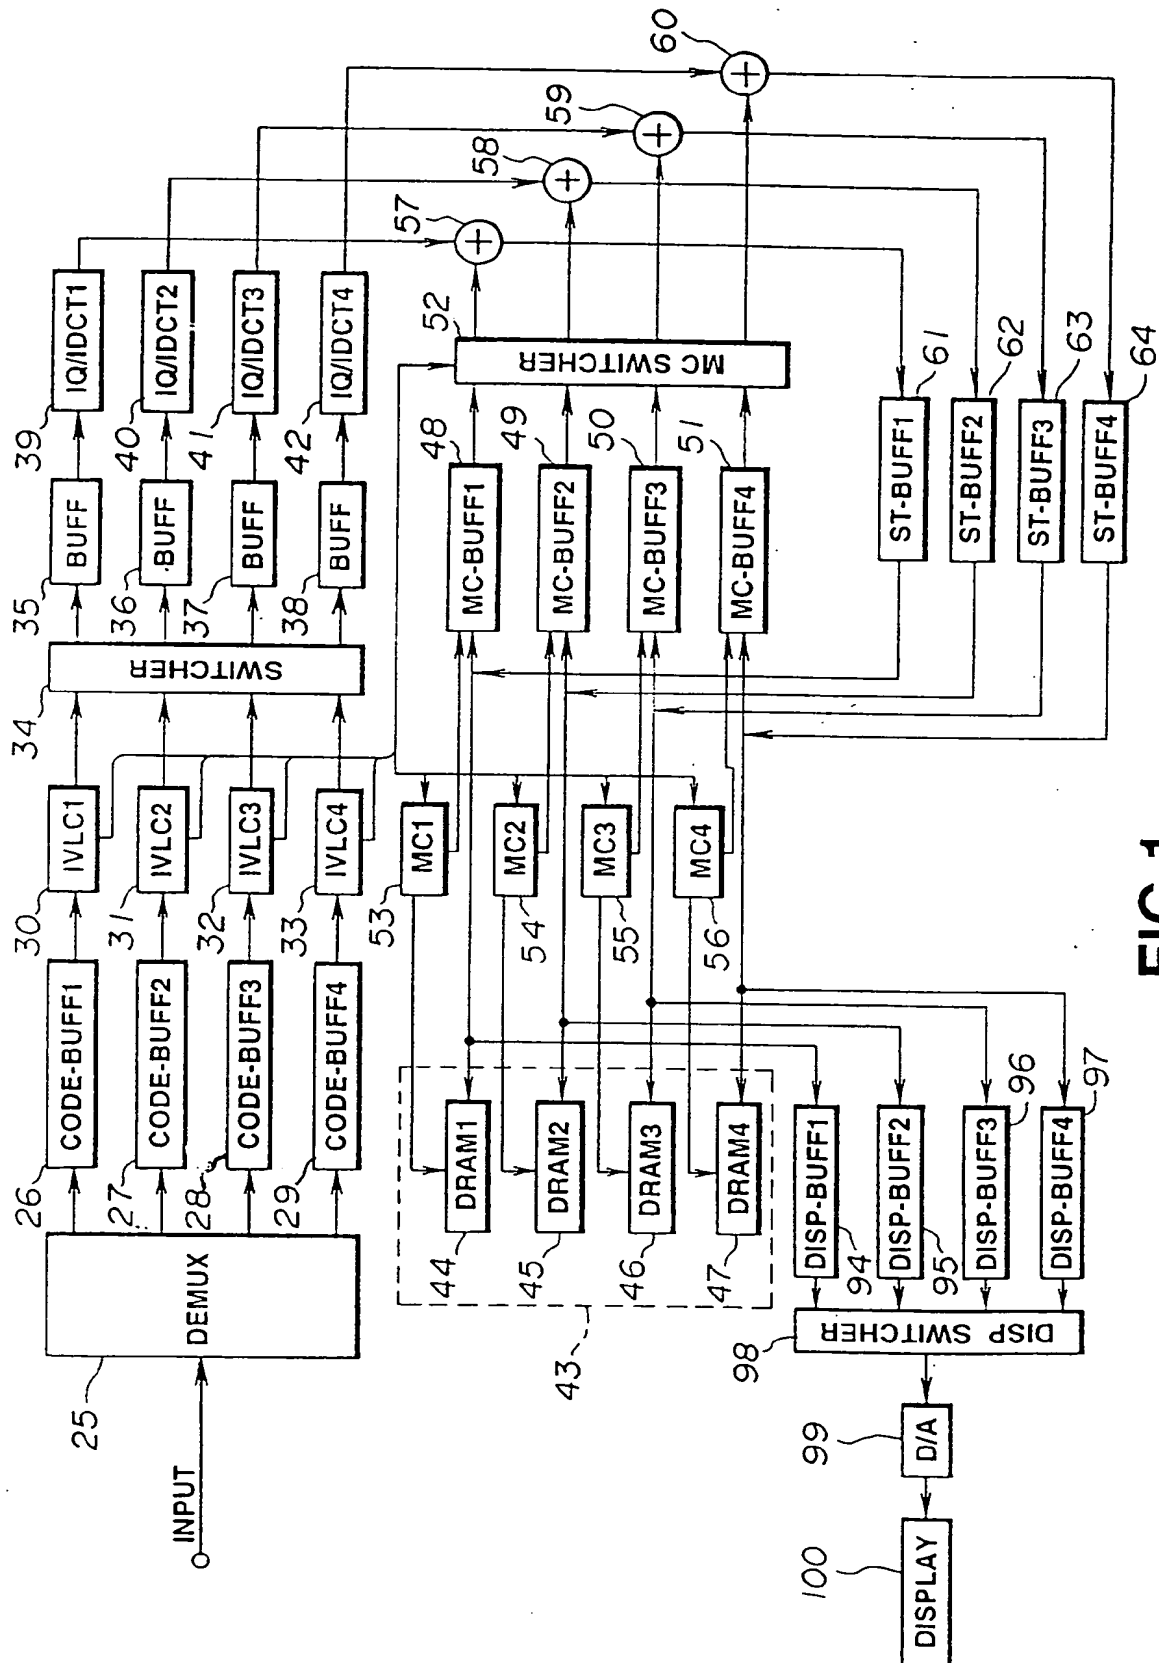 INPUT
25
DEMUX
26
CODE-BUFF1
27
CODE-BUFF2
28
CODE-BUFF3
29
CODE-BUFF4
30
IVLC1
31
IVLC2
32
IVLC3
33
IVLC4
34
SWITCHER
35
BUFF
36
BUFF
37
BUFF
38
BUFF
39
IQ/IDCT1
40
IQ/IDCT2
41
IQ/IDCT3
42
IQ/IDCT4
43
44
DRAM1
45
DRAM2
46
DRAM3
47
DRAM4
53
MC1
54
MC2
55
MC3
56
MC4
48
MC-BUFF1
49
MC-BUFF2
50
MC-BUFF3
51
MC-BUFF4
52
MC SWITCHER
57
+
58
+
59
+
60
+
61
ST-BUFF1
62
ST-BUFF2
63
ST-BUFF3
64
ST-BUFF4
94
DISP-BUFF1
95
DISP-BUFF2
96
DISP-BUFF3
97
DISP-BUFF4
98
DISP SWITCHER
99
D/A
100
DISPLAY
FIG.1